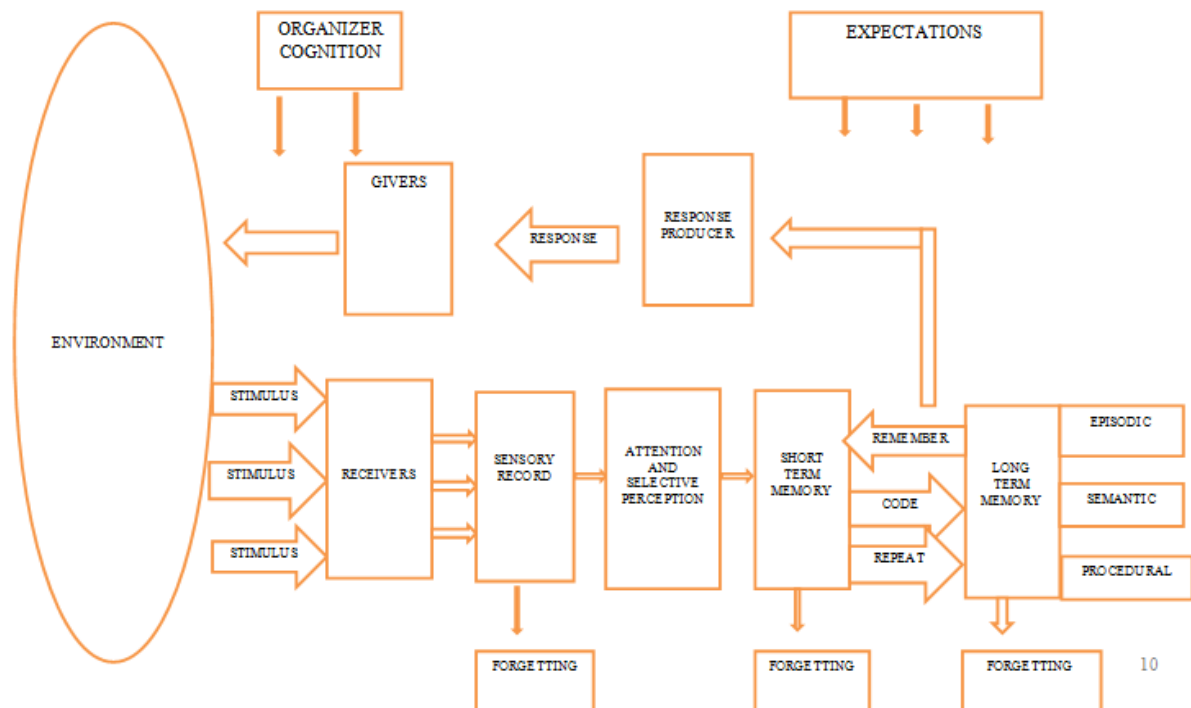 ORGANIZER
COGNITION
EXPECTATIONS
GIVERS
RESPONSE
RESPONSE
PRODUCER
ENVIRONMENT
STIMULUS
STIMULUS
STIMULUS
RECEIVERS
SENSORY
RECORD
ATTENTION
AND
SELECTIVE
PERCEPTION
SHORT
TERM
MEMORY
REMEMBER
CODE
REPEAT
LONG
TERM
MEMORY
EPISODIC
SEMANTIC
PROCEDURAL
FORGETTING
FORGETTING
FORGETTING
10